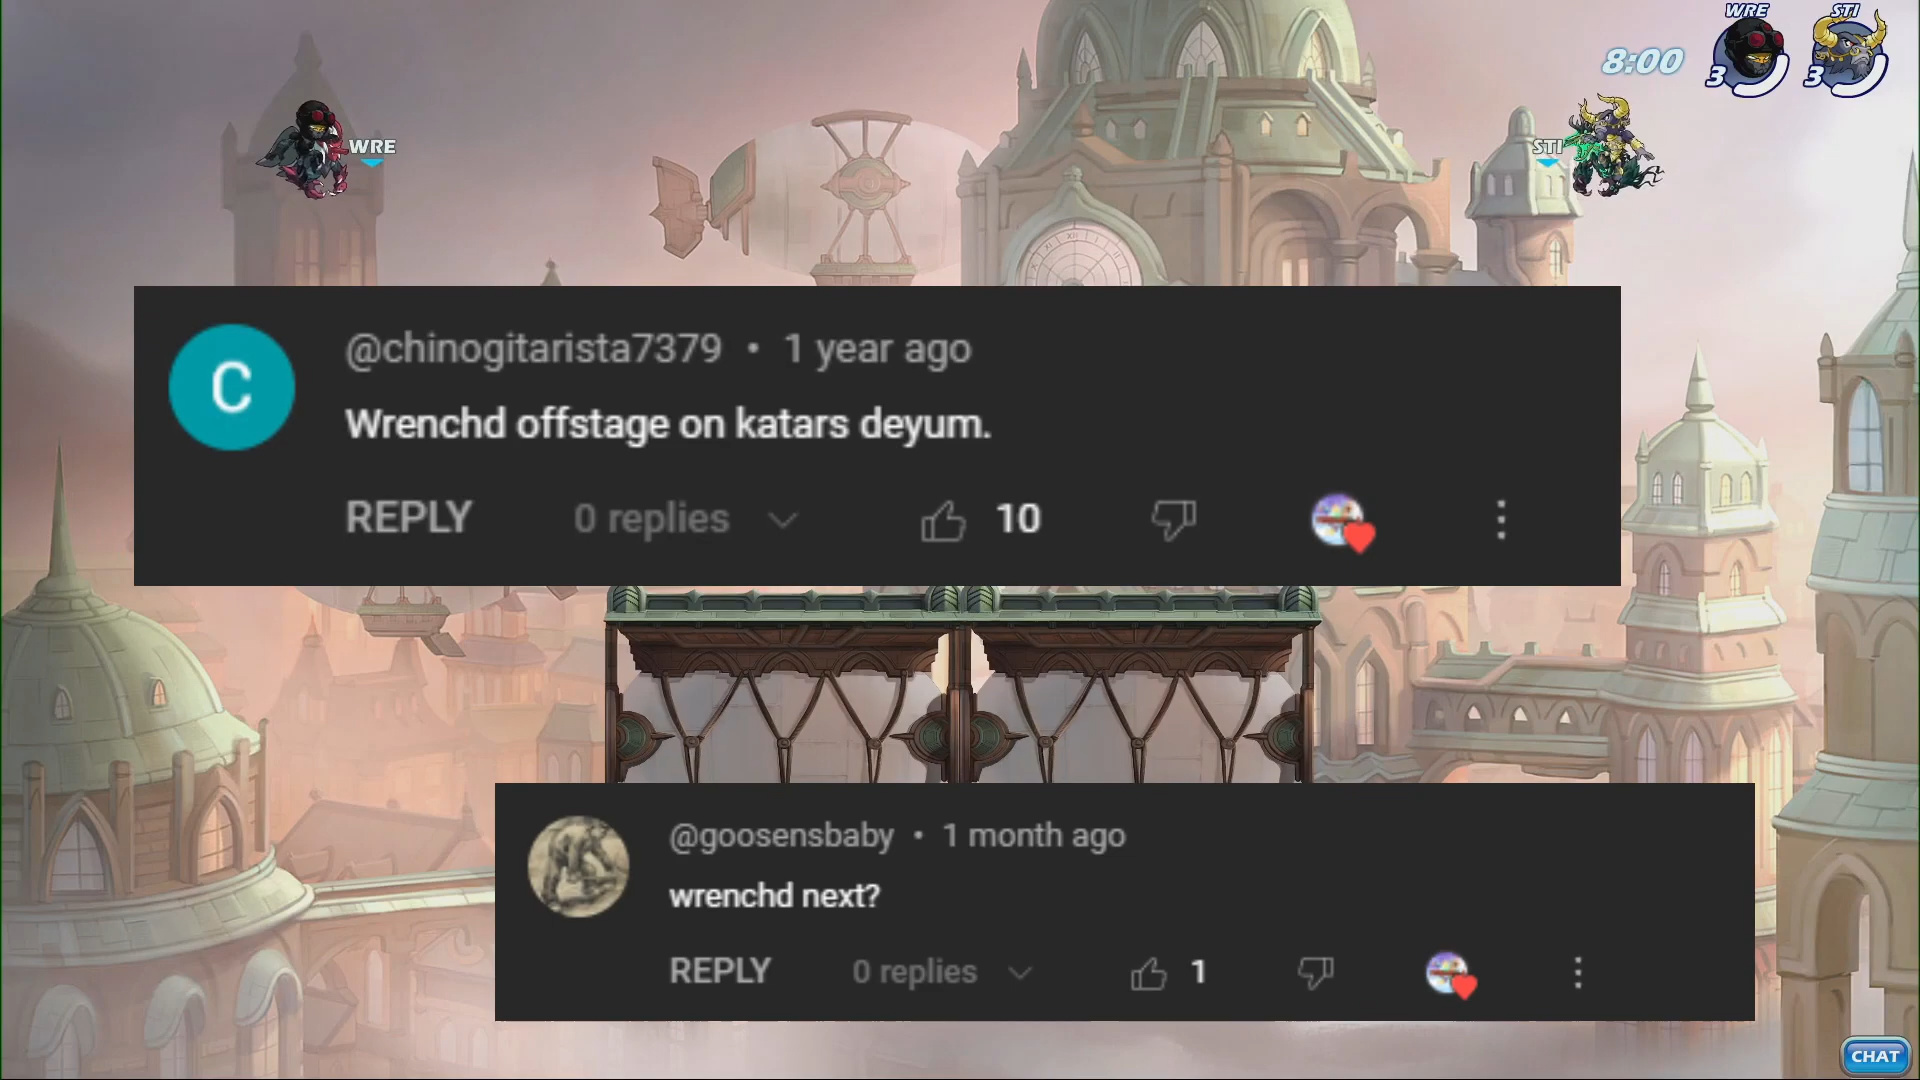 WRE
STI
8:00
3
3
WRE
STI
C
@chinogitarista7379 • 1 year ago
Wrenchd offstage on katars deyum.
REPLY 0 replies 10
@goosensbaby • 1 month ago
wrenchd next?
REPLY 0 replies 1
CHAT